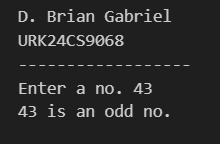 D. Brian Gabriel
URK24CS9068
------------------
Enter a no. 43
43 is an odd no.